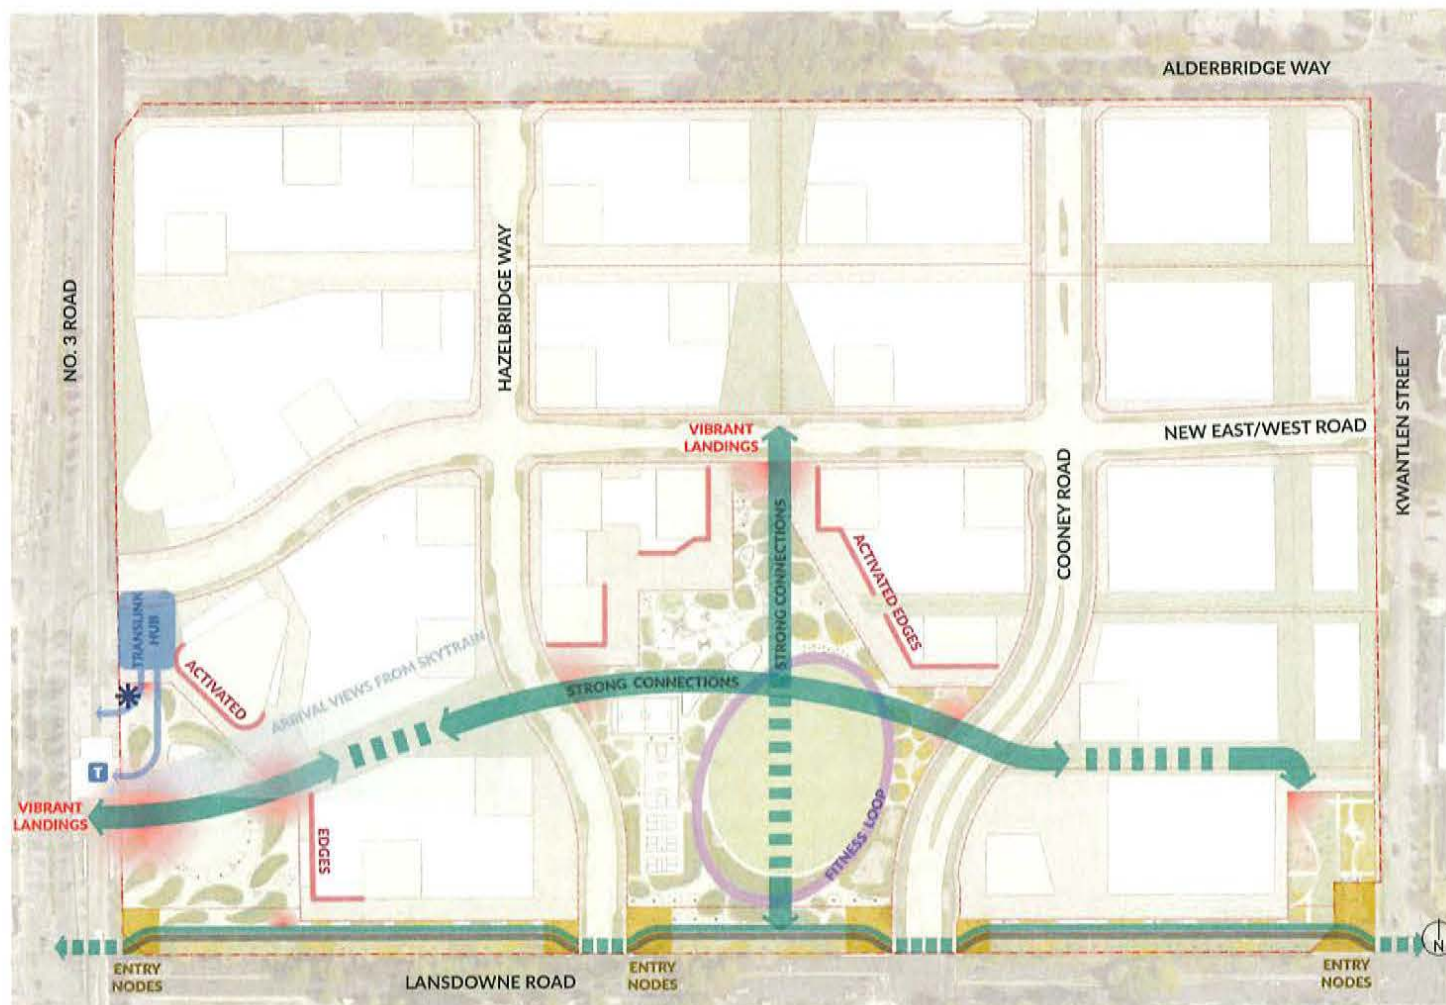 ALDERBRIDGE WAY
NO. 3 ROAD
HAZELBRIDGE WAY
KWANTLEN STREET
VIBRANT
LANDINGS
NEW EAST/WEST ROAD
COONEY ROAD
STRONG CONNECTIONS
ACTIVATED EDGES
TRANSLINK
HUB
ACTIVATED
ARRIVAL VIEWS FROM SKYTRAIN
STRONG CONNECTIONS
T
VIBRANT
LANDINGS
EDGES
FITNESS LOOP
N
ENTRY
NODES
LANSDOWNE ROAD
ENTRY
NODES
ENTRY
NODES